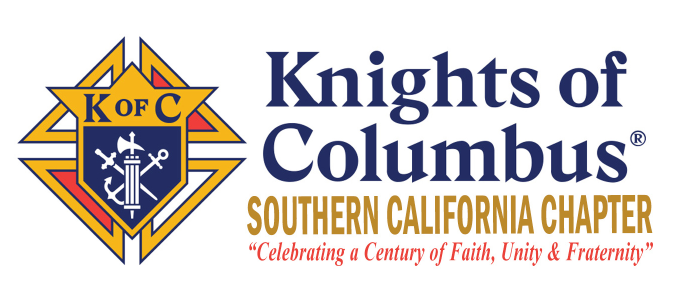 K OF C
Knights of
Columbus®
SOUTHERN CALIFORNIA CHAPTER
“Celebrating a Century of Faith, Unity & Fraternity”